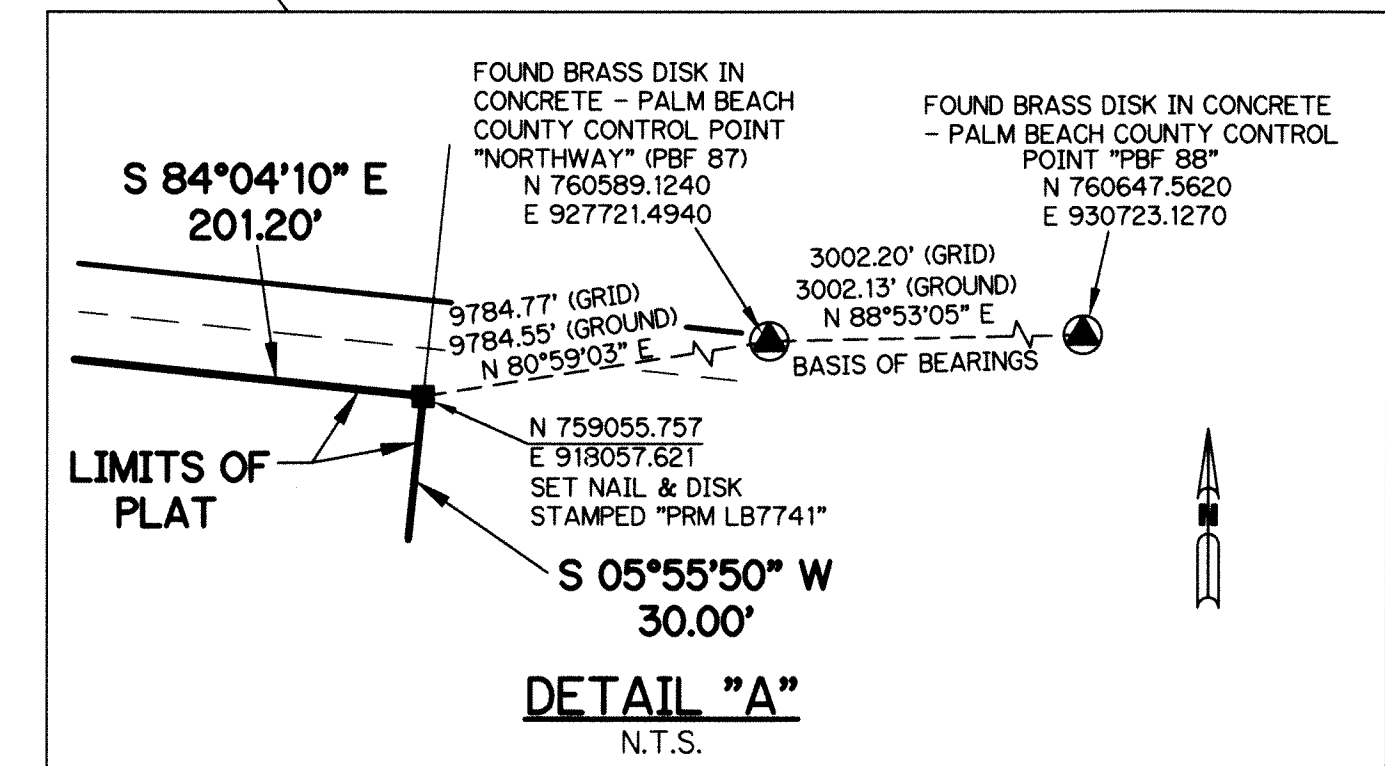 FOUND BRASS DISK IN
CONCRETE - PALM BEACH
COUNTY CONTROL POINT
"NORTHWAY" (PBF 87)
N 760589.1240
E 927721.4940
FOUND BRASS DISK IN CONCRETE
- PALM BEACH COUNTY CONTROL
POINT "PBF 88"
N 760647.5620
E 930723.1270
S 84°04'10" E
201.20'
9784.77' (GRID)
9784.55' (GROUND)
N 80°59'03" E
3002.20' (GRID)
3002.13' (GROUND)
N 88°53'05" E
BASIS OF BEARINGS
LIMITS OF
PLAT
N 759055.757
E 918057.621
SET NAIL & DISK
STAMPED "PRM LB7741"
N
S 05°55'50" W
30.00'
DETAIL "A"
N.T.S.